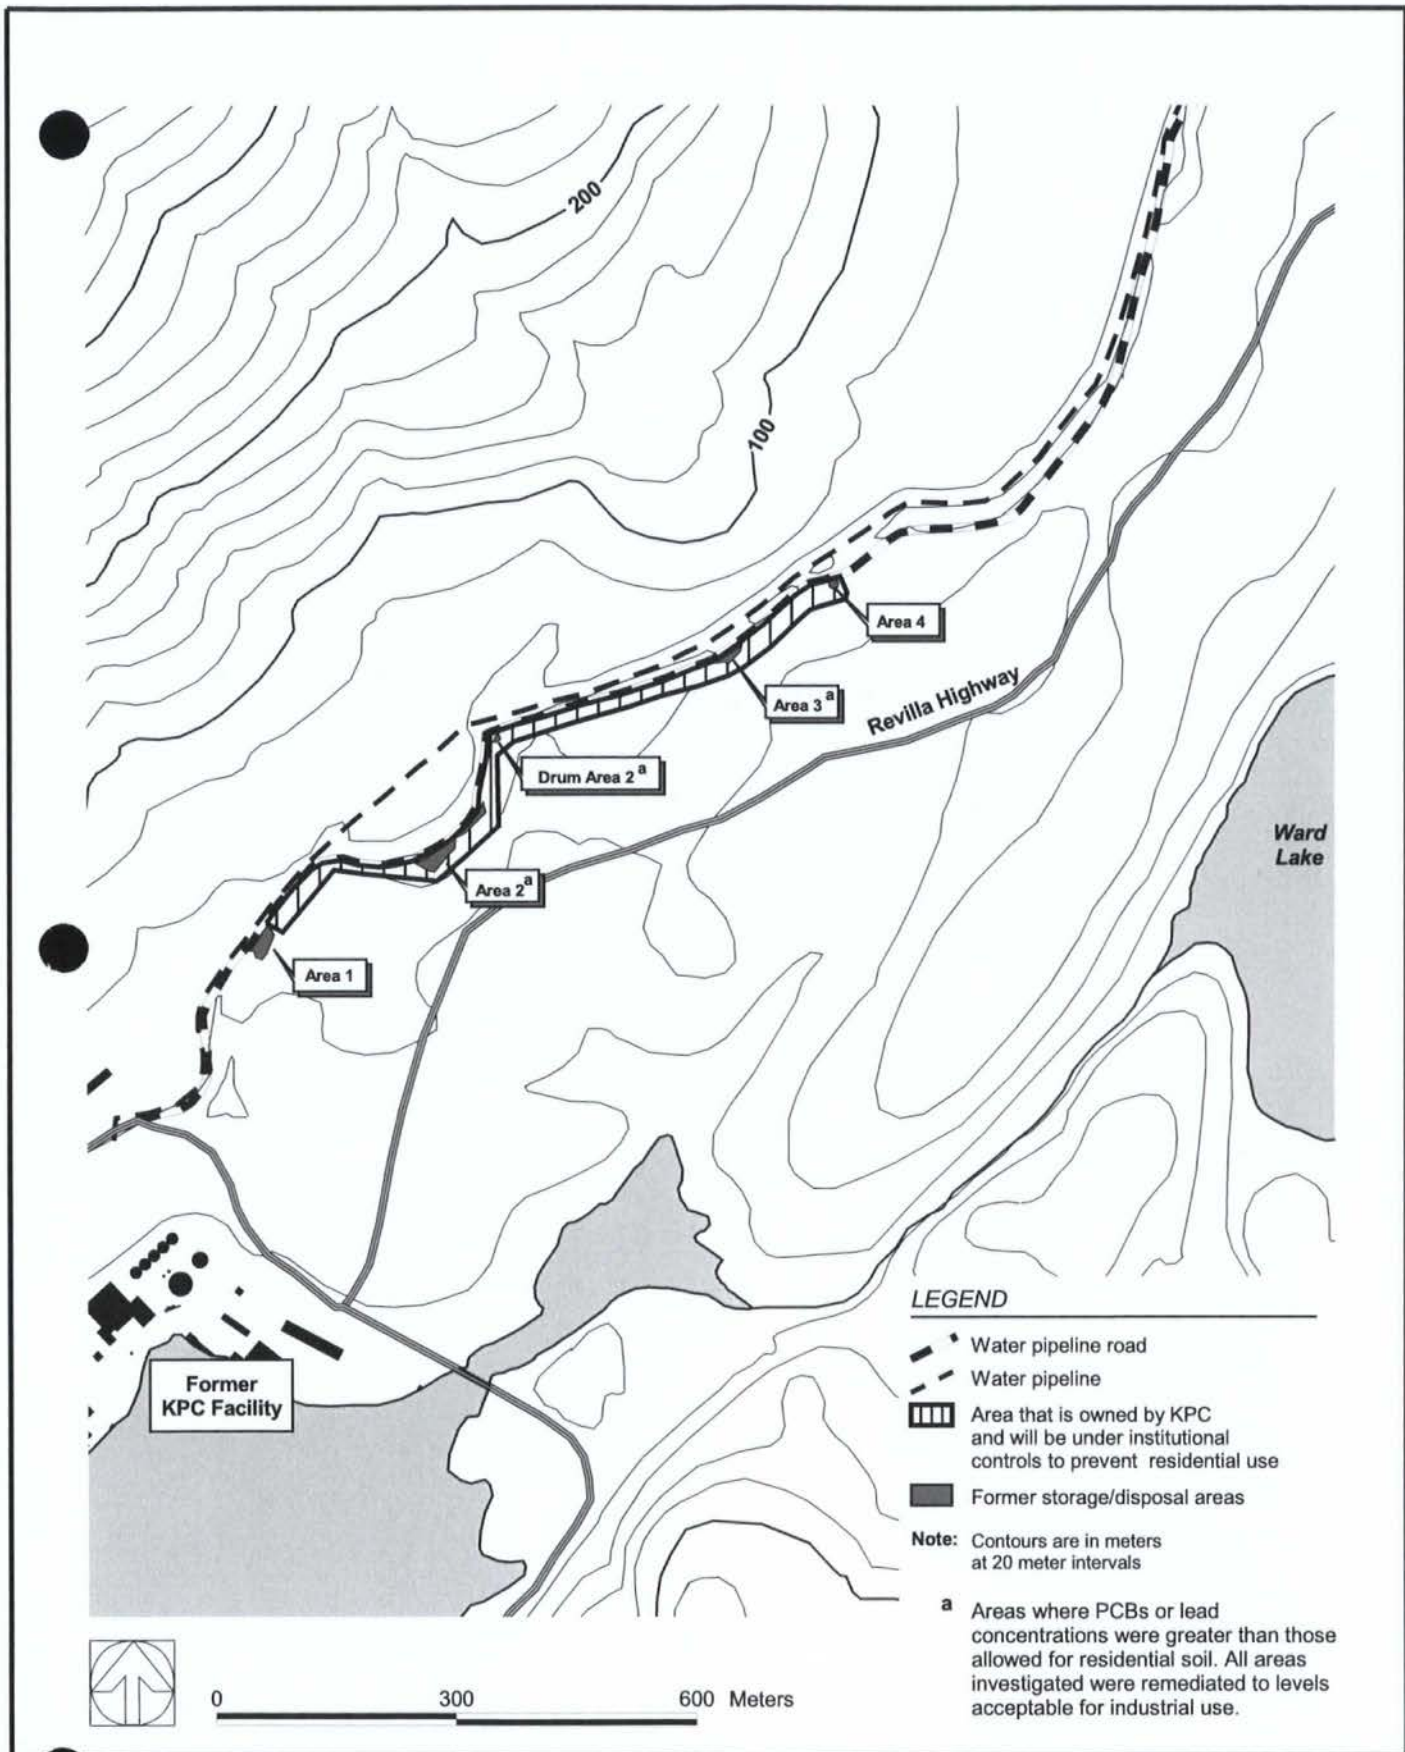 200
100
Area 4
Area 3 a
Revilla Highway
Drum Area 2 a
Ward
Lake
Area 2 a
Area 1
Former
KPC Facility
LEGEND
Water pipeline road
Water pipeline
Area that is owned by KPC
and will be under institutional
controls to prevent residential use
Former storage/disposal areas
Note: Contours are in meters
at 20 meter intervals
a Areas where PCBs or lead
concentrations were greater than those
allowed for residential soil. All areas
investigated were remediated to levels
acceptable for industrial use.
0 300 600 Meters